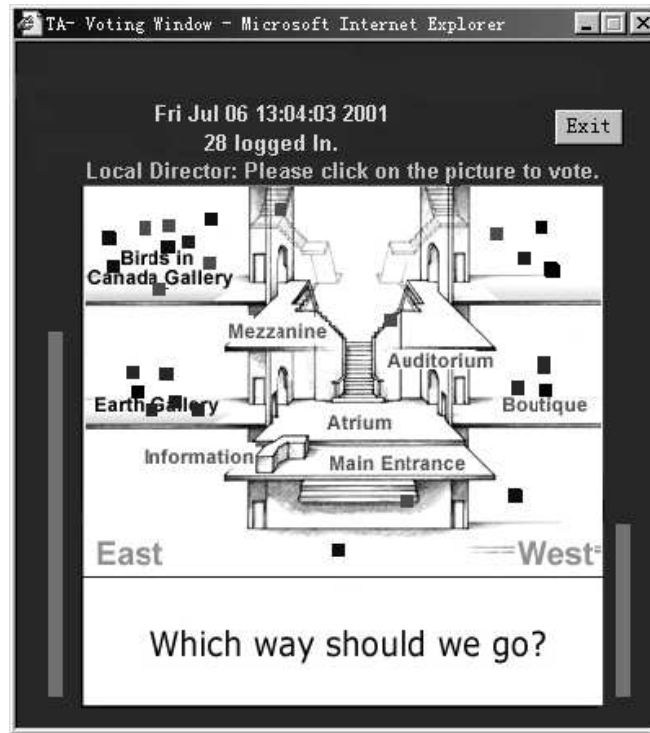 TA- Voting Window - Microsoft Internet Explorer
Fri Jul 06 13:04:03 2001
Exit
28 logged In.
Local Director: Please click on the picture to vote.
Birds in
Canada Gallery
Mezzanine
Auditorium
Earth Gallery
Boutique
Atrium
Information
Main Entrance
East
West
Which way should we go?